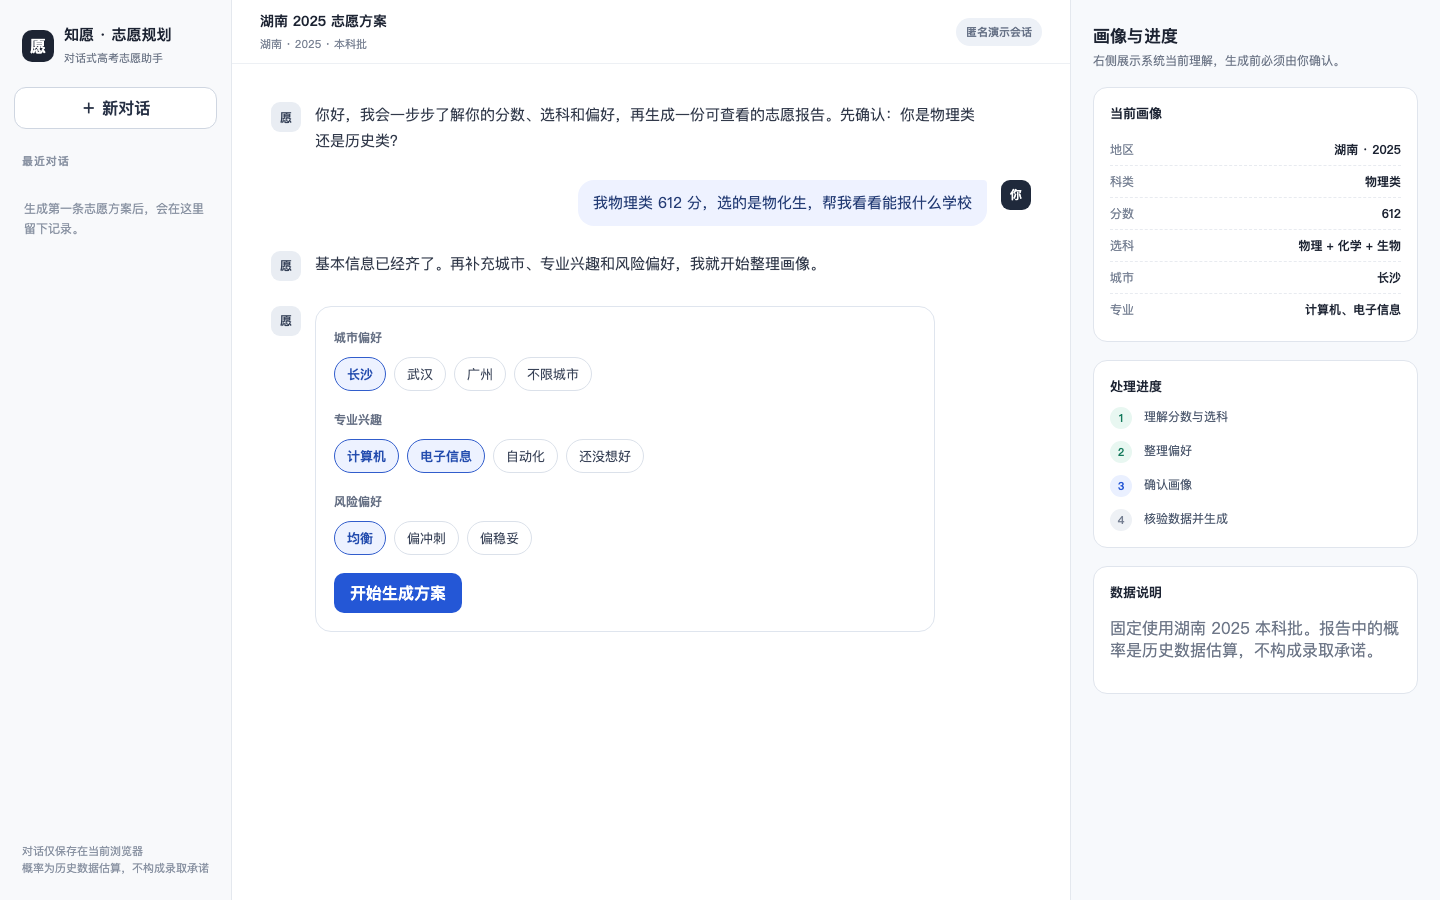 愿
知愿 · 志愿规划
对话式高考志愿助手
+ 新对话
最近对话
生成第一条志愿方案后，会在这里
留下记录。
对话仅保存在当前浏览器
概率为历史数据估算，不构成录取承诺
湖南 2025 志愿方案
湖南 · 2025 · 本科批
匿名演示会话
愿
你好，我会一步步了解你的分数、选科和偏好，再生成一份可查看的志愿报告。先确认：你是物理类
还是历史类？
我物理类 612 分，选的是物化生，帮我看看能报什么学校
你
愿
基本信息已经齐了。再补充城市、专业兴趣和风险偏好，我就开始整理画像。
愿
城市偏好
长沙 武汉 广州 不限城市
专业兴趣
计算机 电子信息 自动化 还没想好
风险偏好
均衡 偏冲刺 偏稳妥
开始生成方案
画像与进度
右侧展示系统当前理解，生成前必须由你确认。
当前画像
地区 湖南 · 2025
科类 物理类
分数 612
选科 物理 + 化学 + 生物
城市 长沙
专业 计算机、电子信息
处理进度
1 理解分数与选科
2 整理偏好
3 确认画像
4 核验数据并生成
数据说明
固定使用湖南 2025 本科批。报告中的概
率是历史数据估算，不构成录取承诺。